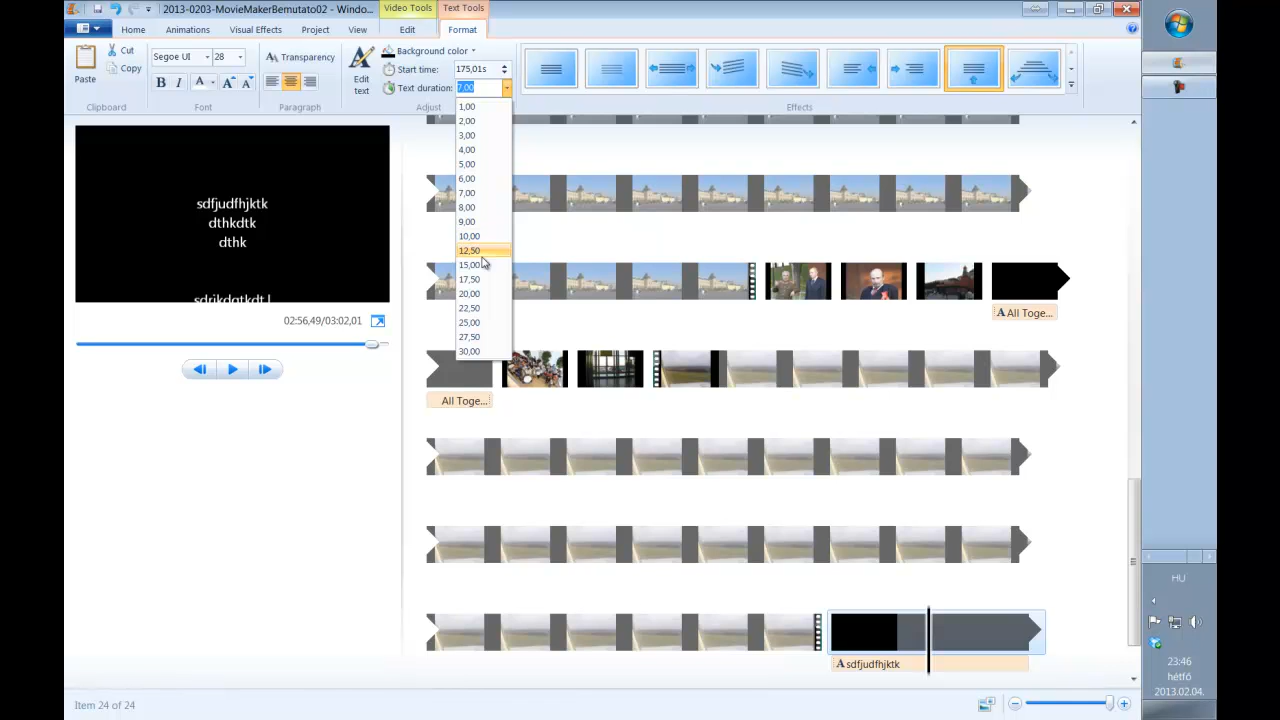 2013-0203-MovieMakerBemutato02 - Windo...
Video Tools
Text Tools
Home
Animations
Visual Effects
Project
View
Edit
Format
Paste
Cut
Copy
Clipboard
Segoe UI
28
B I A A A
Font
Transparency
Paragraph
Edit
text
Background color
Start time: 175,01s
Text duration: 7,00
Adjust
Effects
1,00
2,00
3,00
4,00
5,00
6,00
7,00
8,00
9,00
10,00
12,50
15,00
17,50
20,00
22,50
25,00
27,50
30,00
sdfjudfhjktk
dthkdtk
dthk
02:56,49/03:02,01
A All Toge...
All Toge...
A sdfjudfhjktk
Item 24 of 24
HU
23:46
hétfő
2013.02.04.